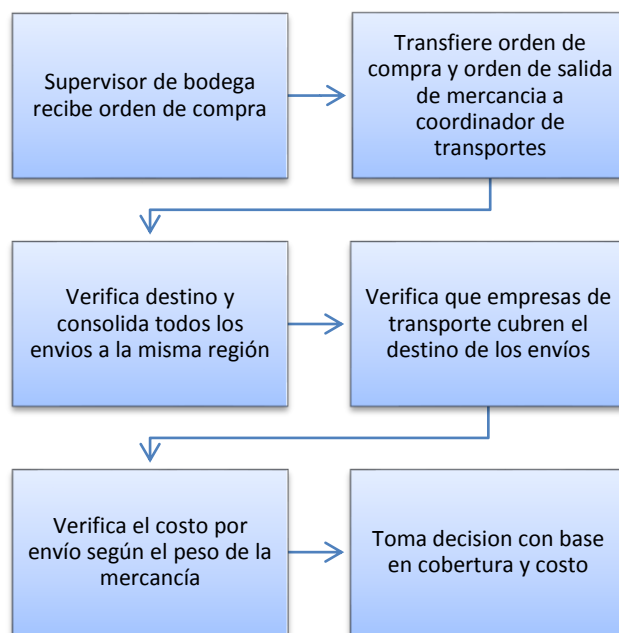 Supervisor de bodega
recibe orden de compra
Transfiere orden de
compra y orden de salida
de mercancia a
coordinador de
transportes
Verifica destino y
consolida todos los
envios a la misma región
Verifica que empresas de
transporte cubren el
destino de los envíos
Verifica el costo por
envío según el peso de la
mercancía
Toma decision con base
en cobertura y costo